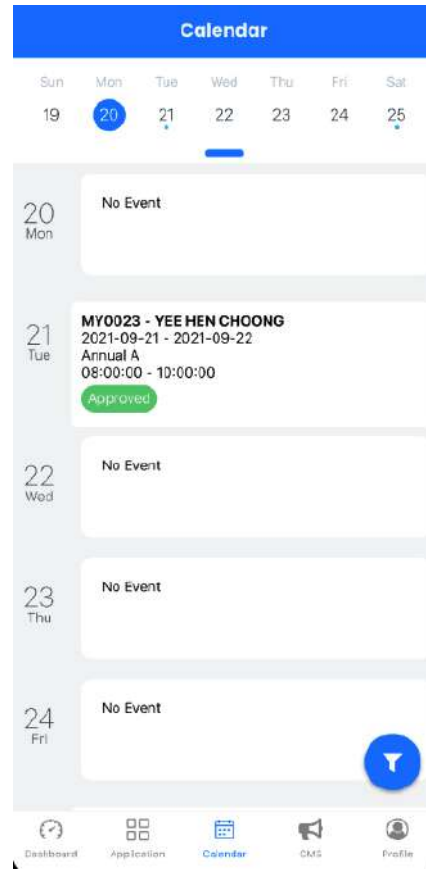 Calendar
Sun Mon Tue Wed Thu Fri Sat
19 20 21 22 23 24 25
20
Mon
No Event
21
Tue
MY0023 - YEE HEN CHOONG
2021-09-21 - 2021-09-22
Annual A
08:00:00 - 10:00:00
Approved
22
Wed
No Event
23
Thu
No Event
24
Fri
No Event
Dashboard Application Calendar CMS Profile